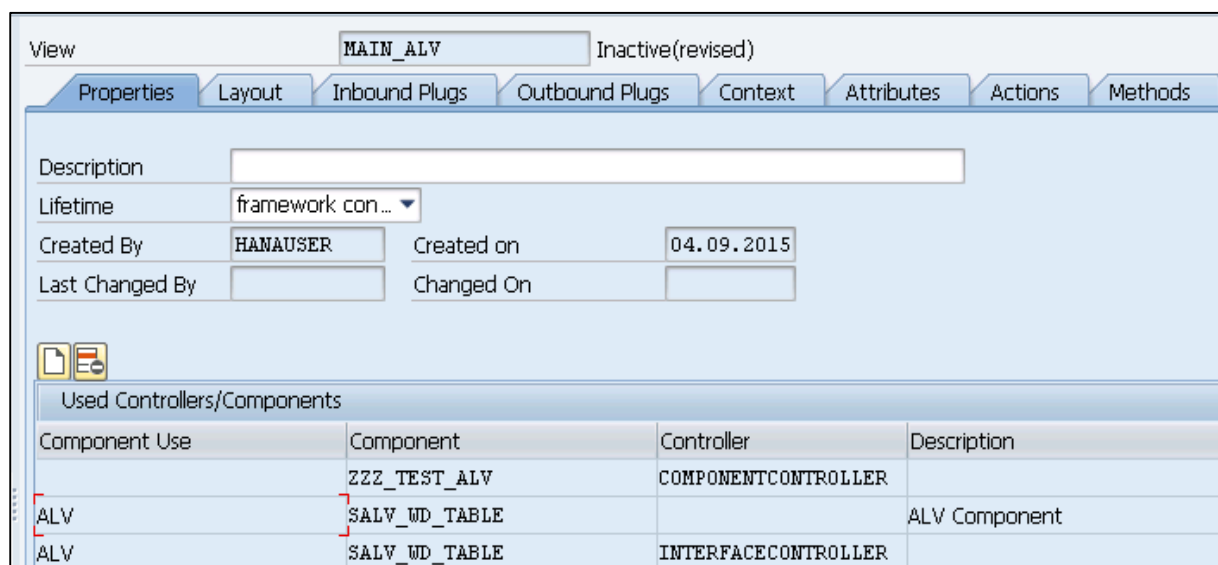 View MAIN_ALV Inactive(revised)
Properties Layout Inbound Plugs Outbound Plugs Context Attributes Actions Methods
Description
Lifetime framework con...
Created By HANAUSER Created on 04.09.2015
Last Changed By Changed On
Used Controllers/Components
Component Use Component Controller Description
ZZZ_TEST_ALV COMPONENTCONTROLLER
ALV SALV_WD_TABLE ALV Component
ALV SALV_WD_TABLE INTERFACECONTROLLER